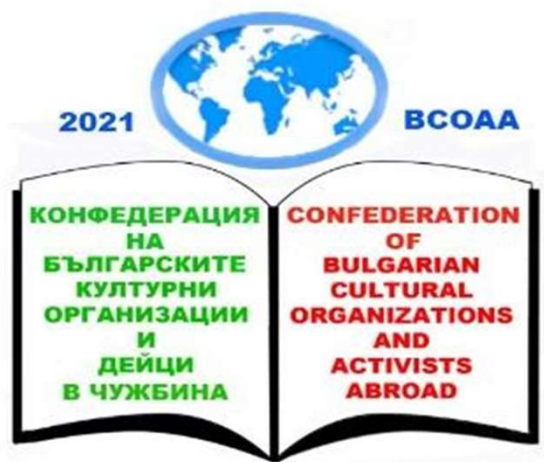 2021
BCOAA
КОНФЕДЕРАЦИЯ
НА
БЪЛГАРСКИТЕ
КУЛТУРНИ
ОРГАНИЗАЦИИ
И
ДЕЙЦИ
В ЧУЖБИНА
CONFEDERATION
OF
BULGARIAN
CULTURAL
ORGANIZATIONS
AND
ACTIVISTS
ABROAD